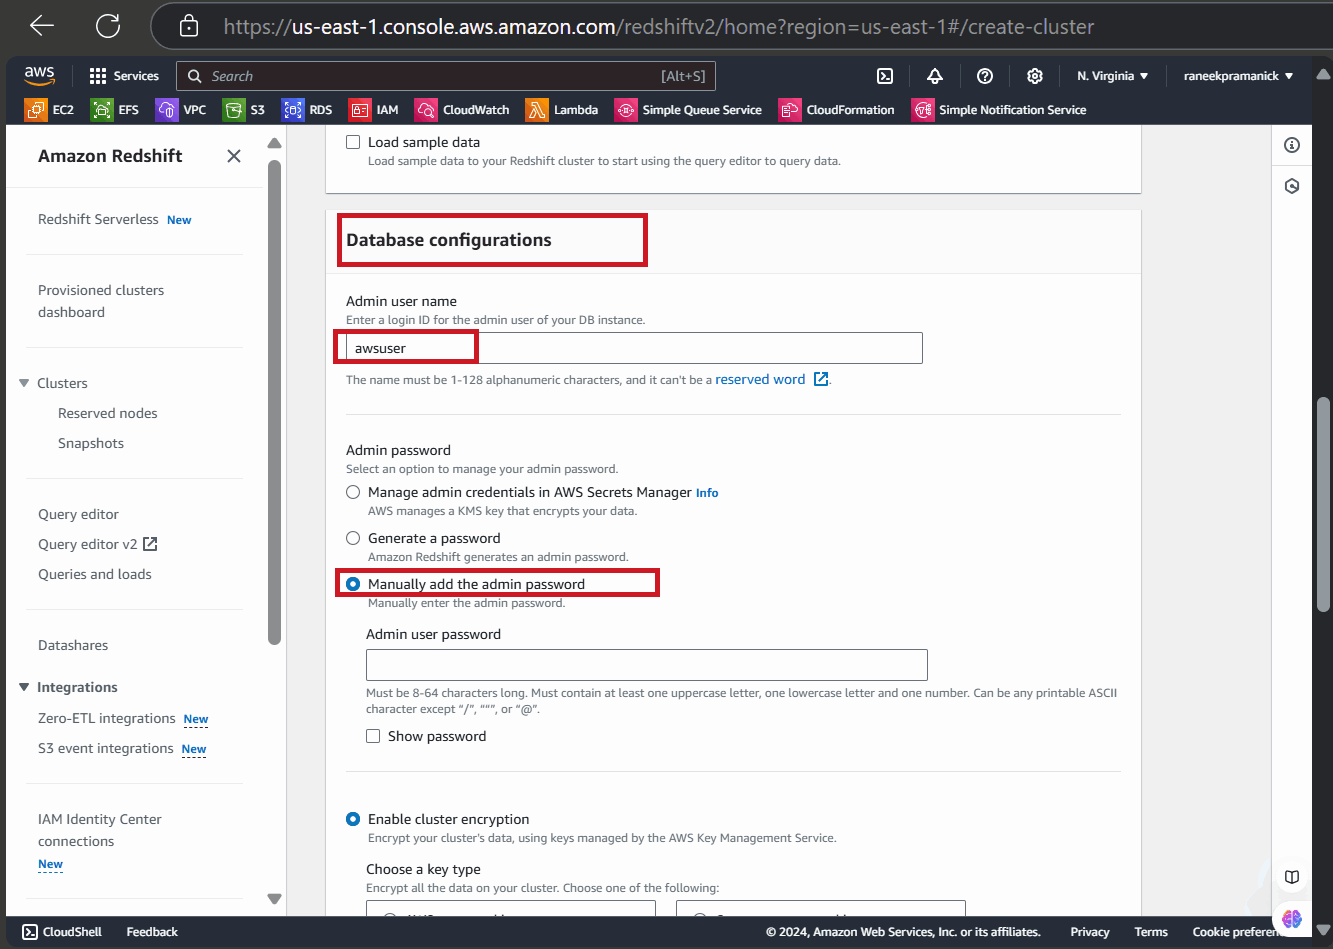 https://us-east-1.console.aws.amazon.com/redshiftv2/home?region=us-east-1#/create-cluster
aws Services Search [Alt+S] N. Virginia raneekpramanick
EC2 EFS VPC S3 RDS IAM CloudWatch Lambda Simple Queue Service CloudFormation Simple Notification Service
Amazon Redshift
Redshift Serverless New
Provisioned clusters
dashboard
Clusters
Reserved nodes
Snapshots
Query editor
Query editor v2
Queries and loads
Datashares
Integrations
Zero-ETL integrations New
S3 event integrations New
IAM Identity Center
connections
New
Load sample data
Load sample data to your Redshift cluster to start using the query editor to query data.
Database configurations
Admin user name
Enter a login ID for the admin user of your DB instance.
awsuser
The name must be 1-128 alphanumeric characters, and it can't be a reserved word.
Admin password
Select an option to manage your admin password.
Manage admin credentials in AWS Secrets Manager Info
AWS manages a KMS key that encrypts your data.
Generate a password
Amazon Redshift generates an admin password.
Manually add the admin password
Manually enter the admin password.
Admin user password
Must be 8-64 characters long. Must contain at least one uppercase letter, one lowercase letter and one number. Can be any printable ASCII
character except “/”, “"”, or “@”.
Show password
Enable cluster encryption
Encrypt your cluster's data, using keys managed by the AWS Key Management Service.
Choose a key type
Encrypt all the data on your cluster. Choose one of the following:
CloudShell Feedback © 2024, Amazon Web Services, Inc. or its affiliates. Privacy Terms Cookie preferen